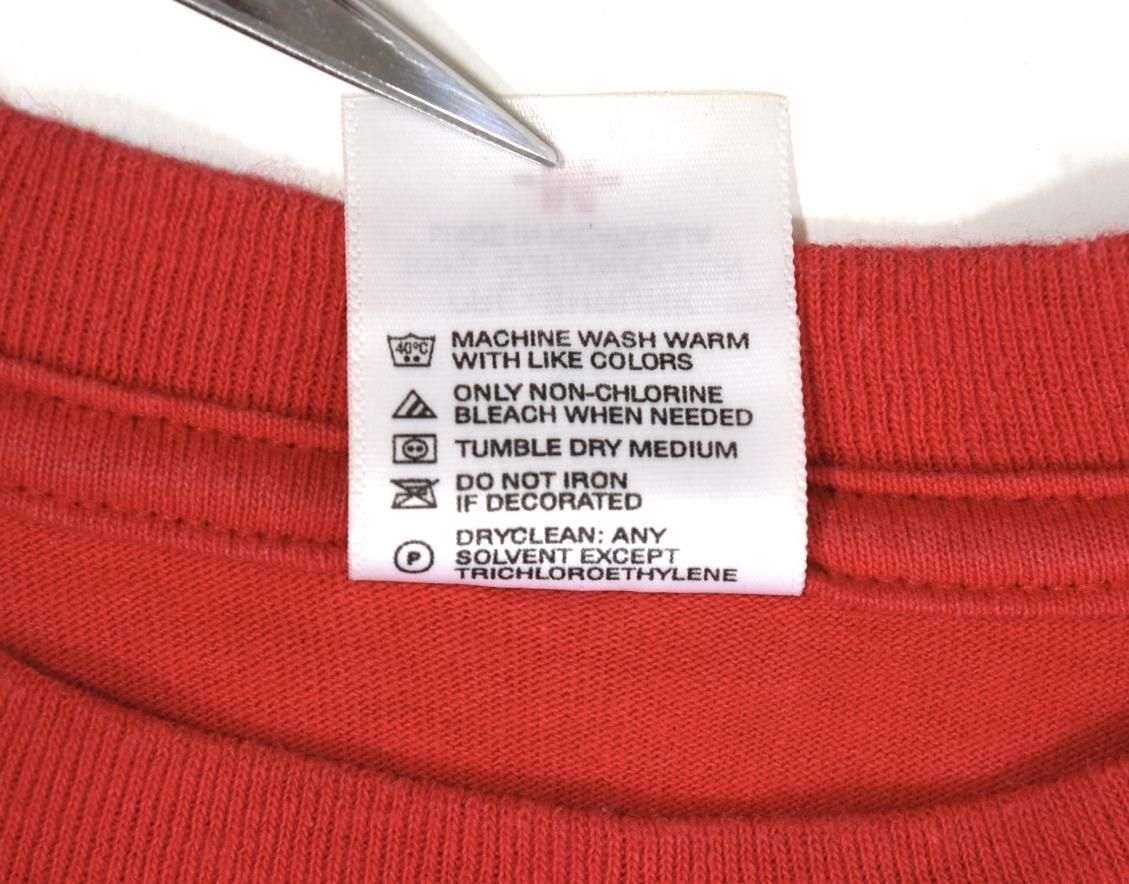 40°C
MACHINE WASH WARM
WITH LIKE COLORS
ONLY NON-CHLORINE
BLEACH WHEN NEEDED
TUMBLE DRY MEDIUM
DO NOT IRON
IF DECORATED
P
DRYCLEAN: ANY
SOLVENT EXCEPT
TRICHLOROETHYLENE